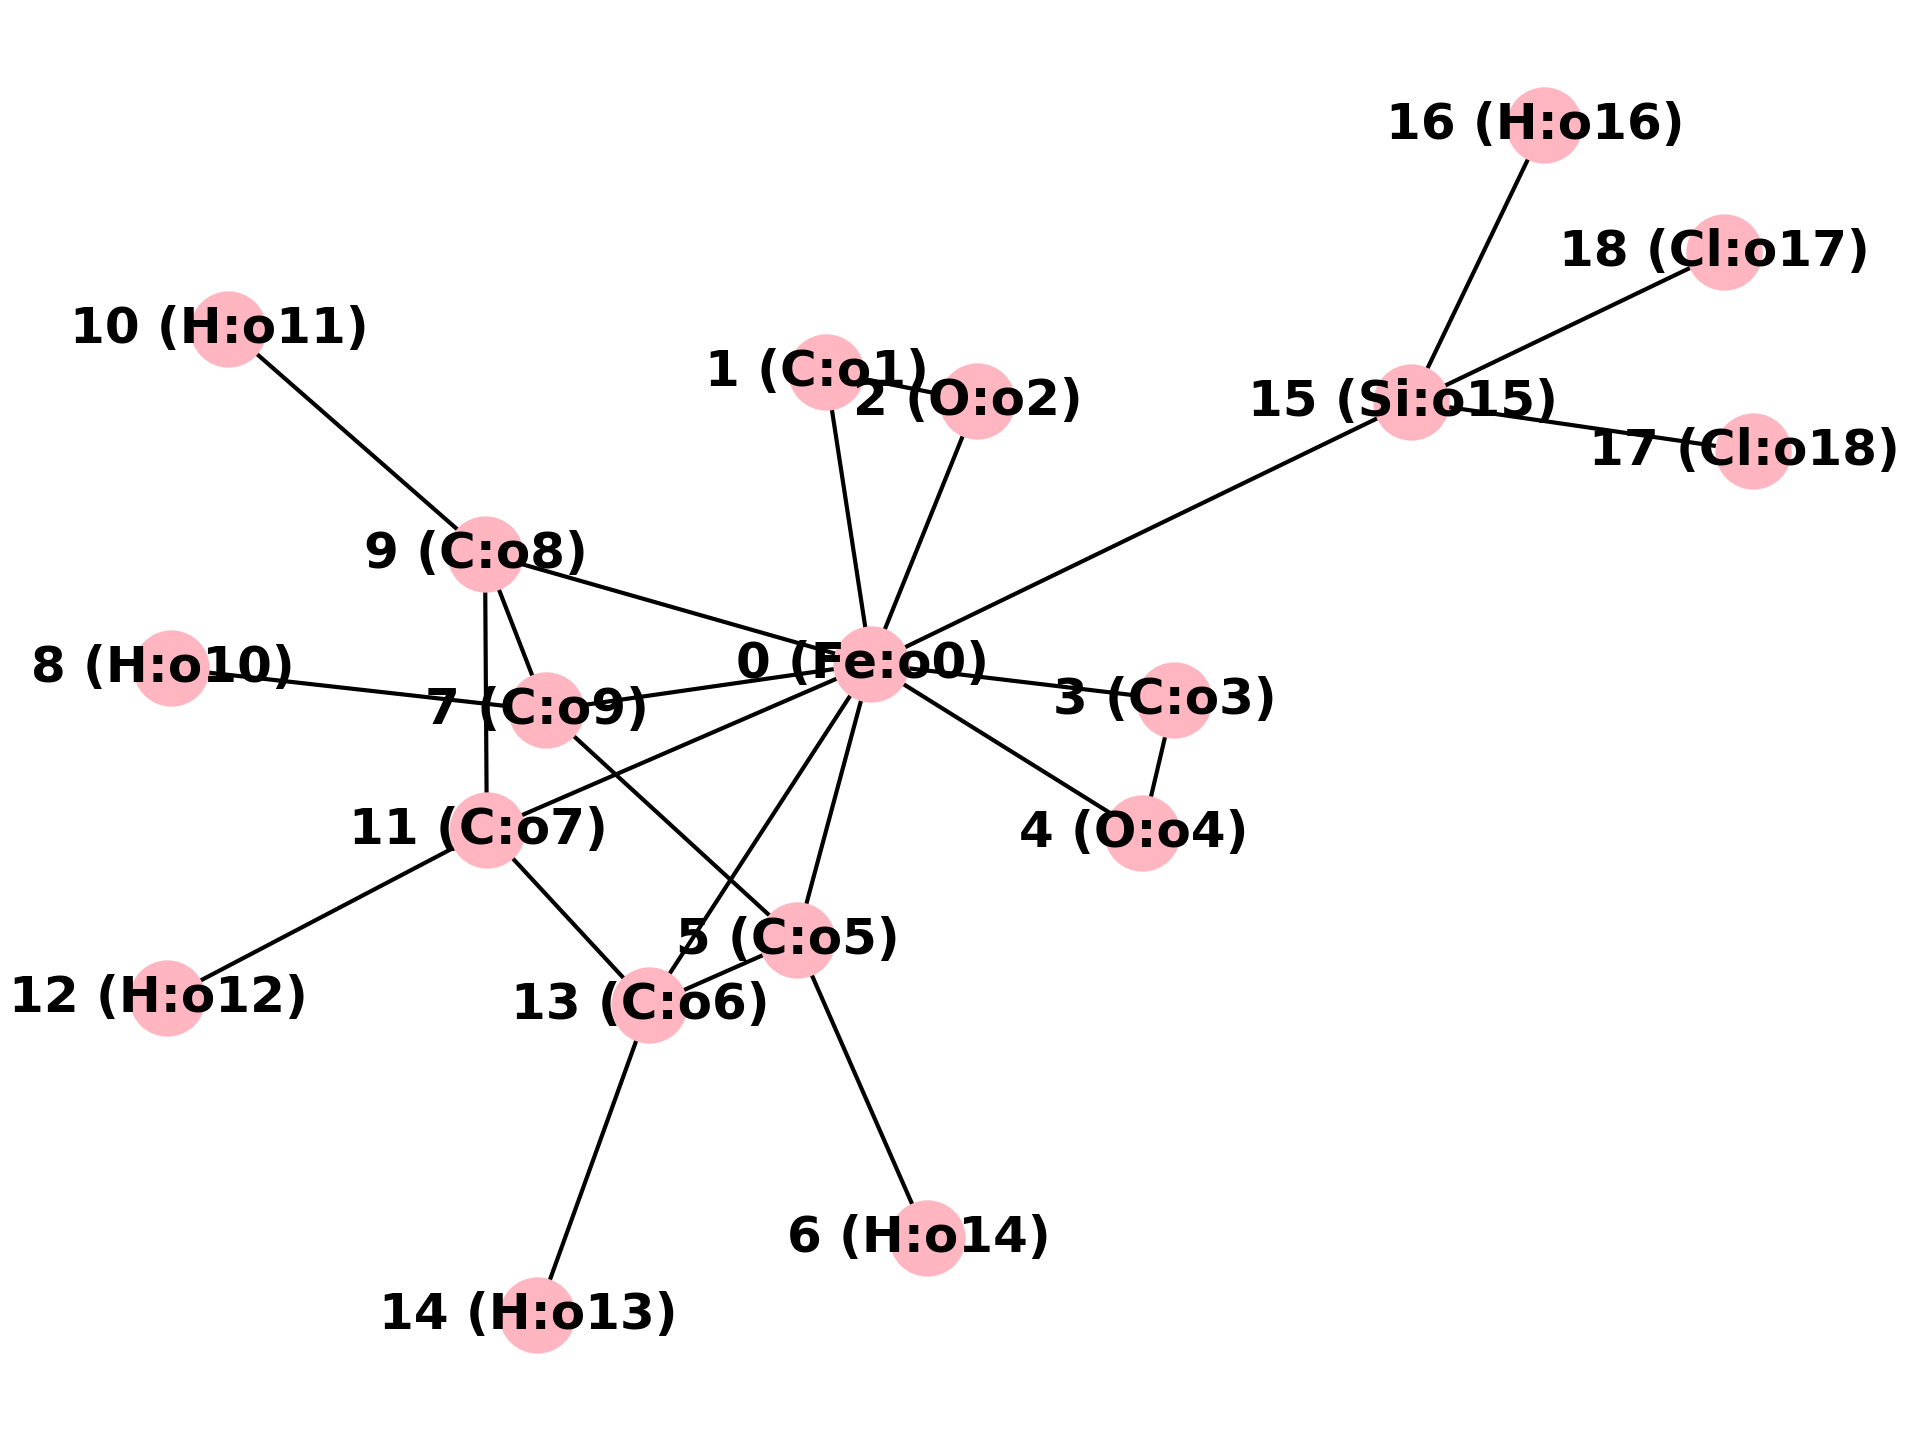 16 (H:o16)
18 (Cl:o17)
10 (H:o11)
1 (C:o1)
2 (O:o2)
15 (Si:o15)
17 (Cl:o18)
9 (C:o8)
8 (H:o10)
0 (Fe:o0)
3 (C:o3)
7 (C:o9)
11 (C:o7)
4 (O:o4)
5 (C:o5)
12 (H:o12)
13 (C:o6)
6 (H:o14)
14 (H:o13)